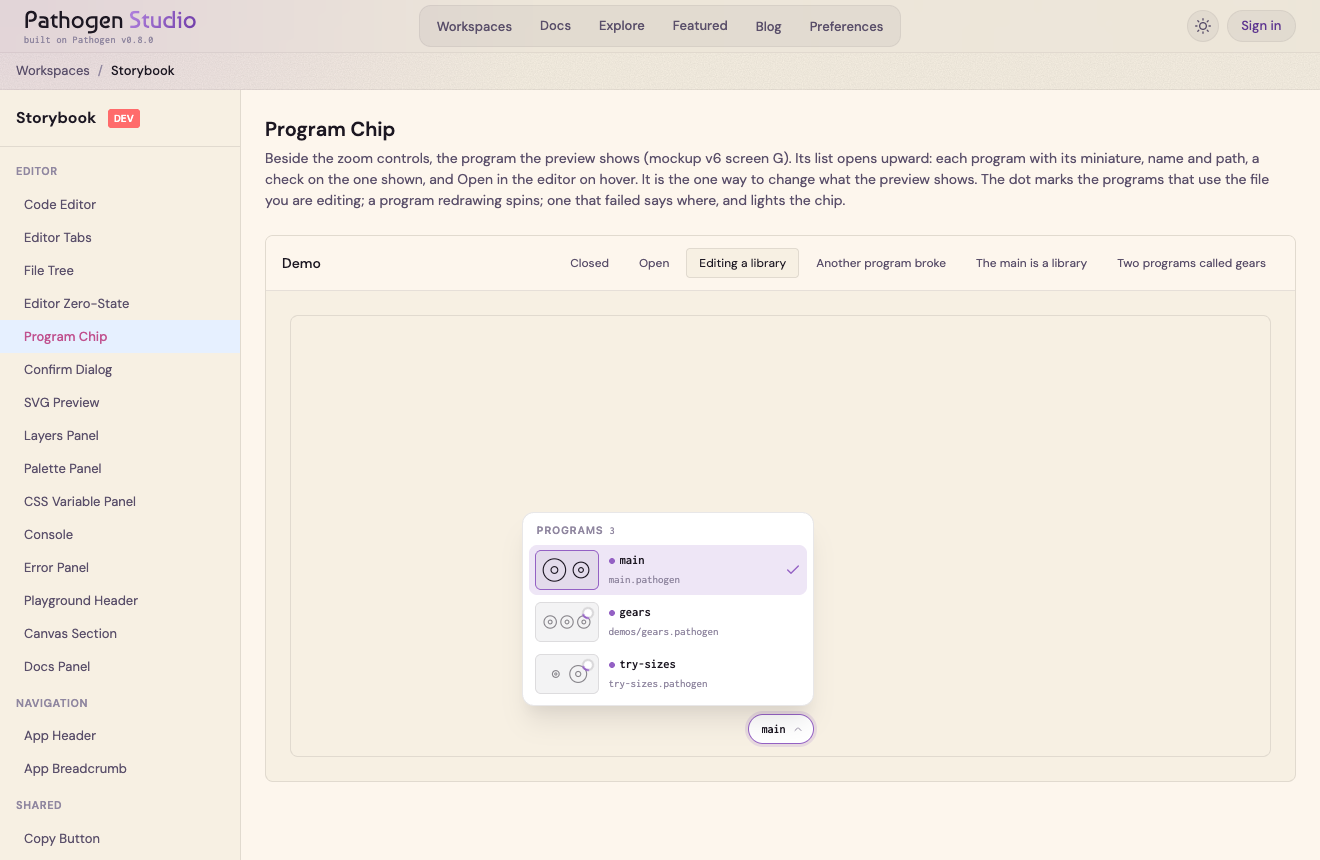 Pathogen Studio
built on Pathogen v0.8.0
Workspaces
Docs
Explore
Featured
Blog
Preferences
Sign in
Workspaces / Storybook
Storybook
DEV
EDITOR
Code Editor
Editor Tabs
File Tree
Editor Zero-State
Program Chip
Confirm Dialog
SVG Preview
Layers Panel
Palette Panel
CSS Variable Panel
Console
Error Panel
Playground Header
Canvas Section
Docs Panel
NAVIGATION
App Header
App Breadcrumb
SHARED
Copy Button
Program Chip
Beside the zoom controls, the program the preview shows (mockup v6 screen G). Its list opens upward: each program with its miniature, name and path, a
check on the one shown, and Open in the editor on hover. It is the one way to change what the preview shows. The dot marks the programs that use the file
you are editing; a program redrawing spins; one that failed says where, and lights the chip.
Demo
Closed
Open
Editing a library
Another program broke
The main is a library
Two programs called gears
PROGRAMS 3
main
main.pathogen
gears
demos/gears.pathogen
try-sizes
try-sizes.pathogen
main